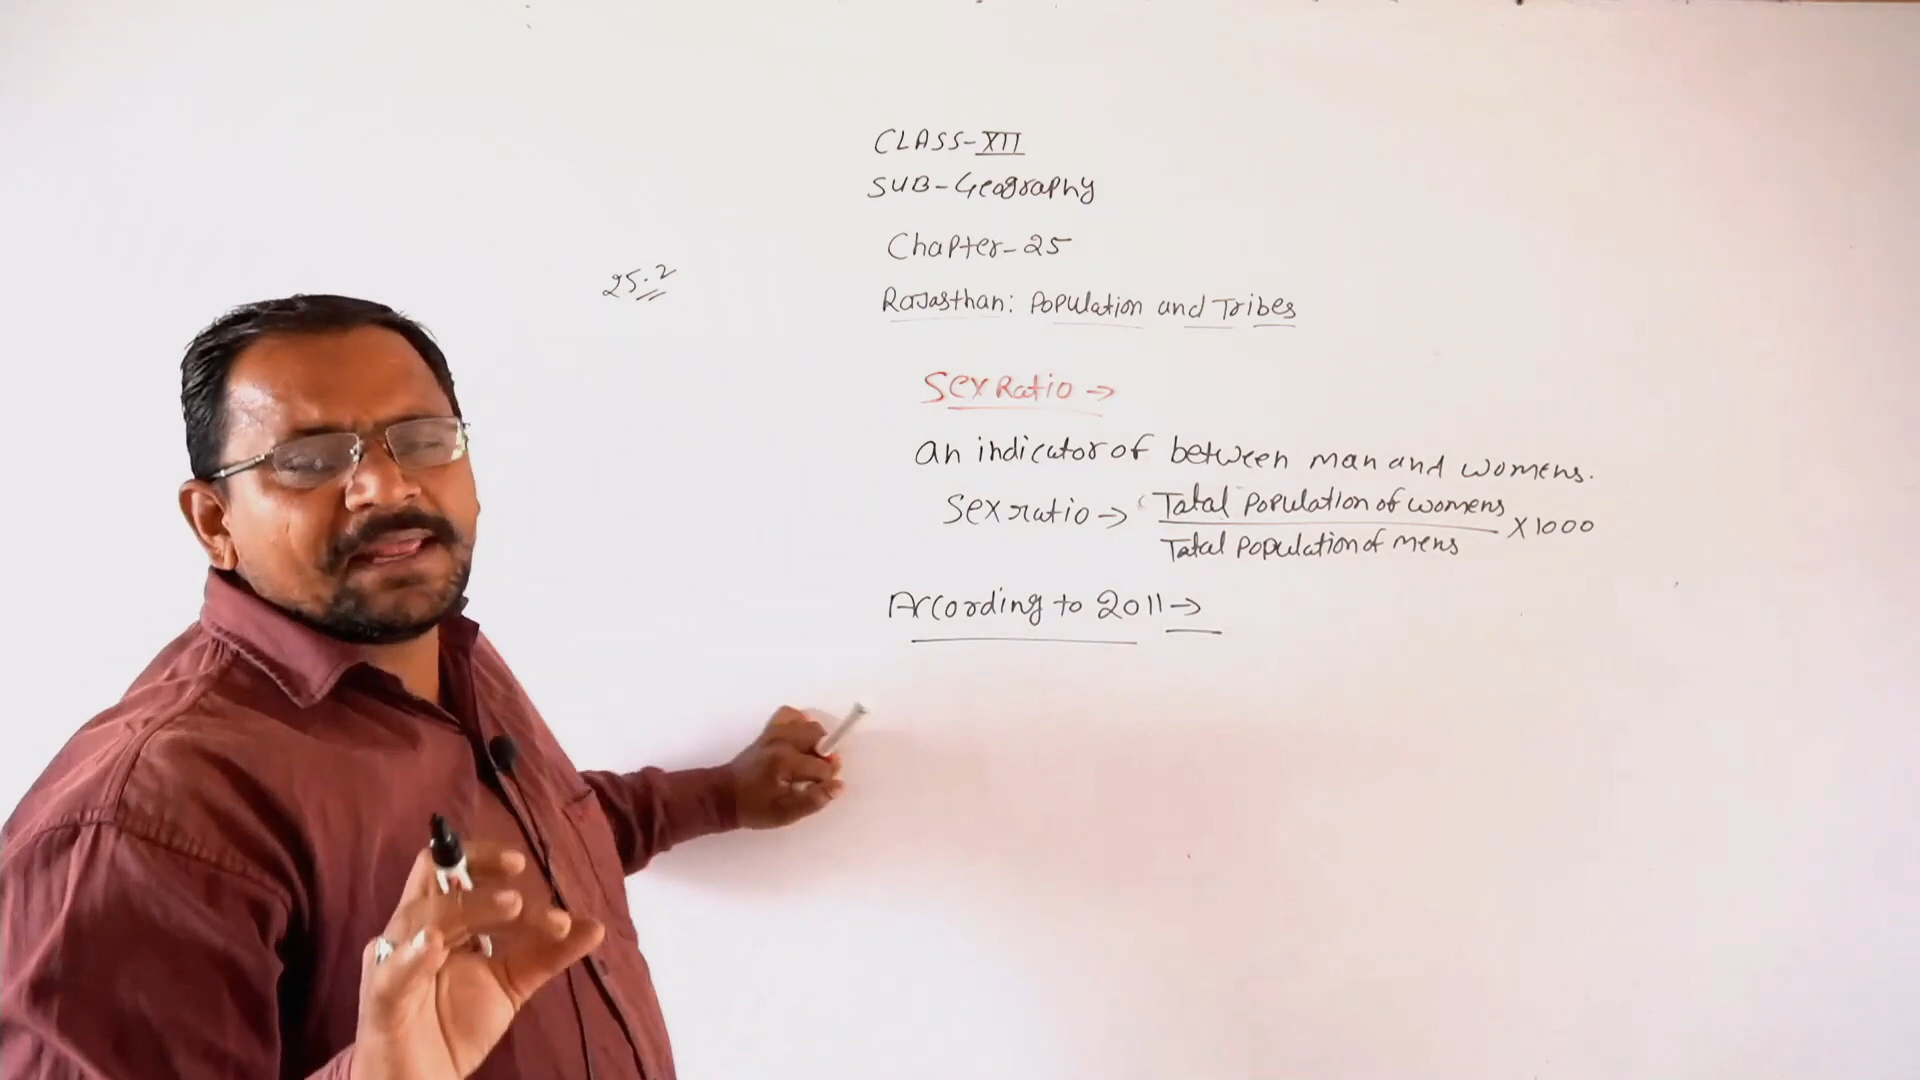 CLASS-XII
SUB-Geography
Chapter-25
25.2
Rajasthan: Population and Tribes
Sex Ratio →
an indicator of between man and womens.
Sex ratio → Tatal Population of womens
Tatal Population of mens × 1000
According to 2011 →